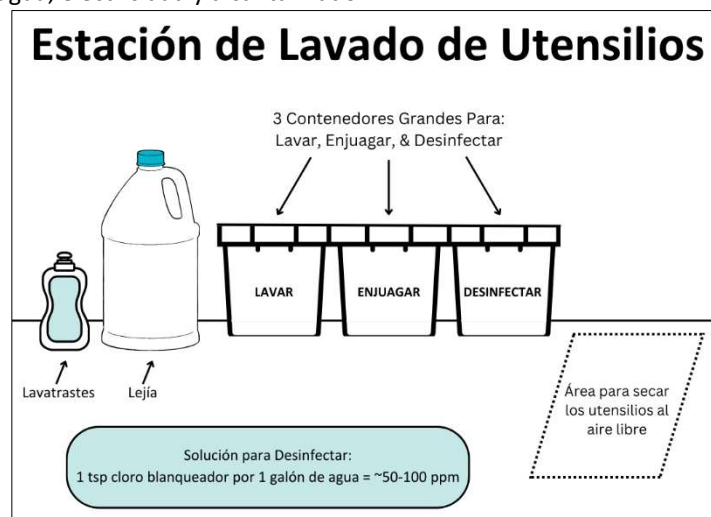 Estación de Lavado de Utensilios
3 Contenedores Grandes Para:
Lavar, Enjuagar, & Desinfectar
LAVAR
ENJUAGAR
DESINFECTAR
Lavatrastes
Lejía
Área para secar
los utensilios al
aire libre
Solución para Desinfectar:
1 tsp cloro blanqueador por 1 galón de agua = ~50-100 ppm